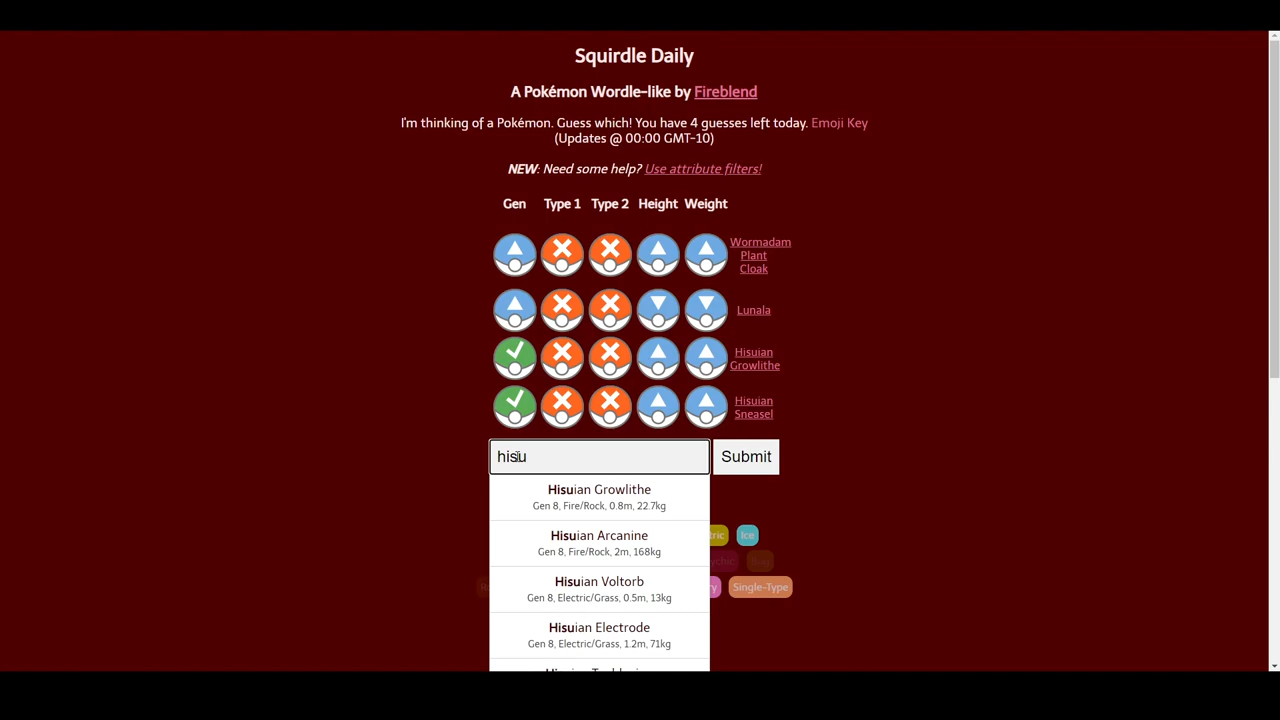 Squirdle Daily
A Pokémon Wordle-like by Fireblend
I'm thinking of a Pokémon. Guess which! You have 4 guesses left today. Emoji Key
(Updates @ 00:00 GMT-10)
NEW: Need some help? Use attribute filters!
Gen Type 1 Type 2 Height Weight
Wormadam
Plant
Cloak
Lunala
Hisuian
Growlithe
Hisuian
Sneasel
hisu Submit
Hisuian Growlithe
Gen 8, Fire/Rock, 0.8m, 22.7kg
Hisuian Arcanine
Gen 8, Fire/Rock, 2m, 168kg
tric Ice
Hisuian Voltorb
Gen 8, Electric/Grass, 0.5m, 13kg
Single-Type
Hisuian Electrode
Gen 8, Electric/Grass, 1.2m, 71kg